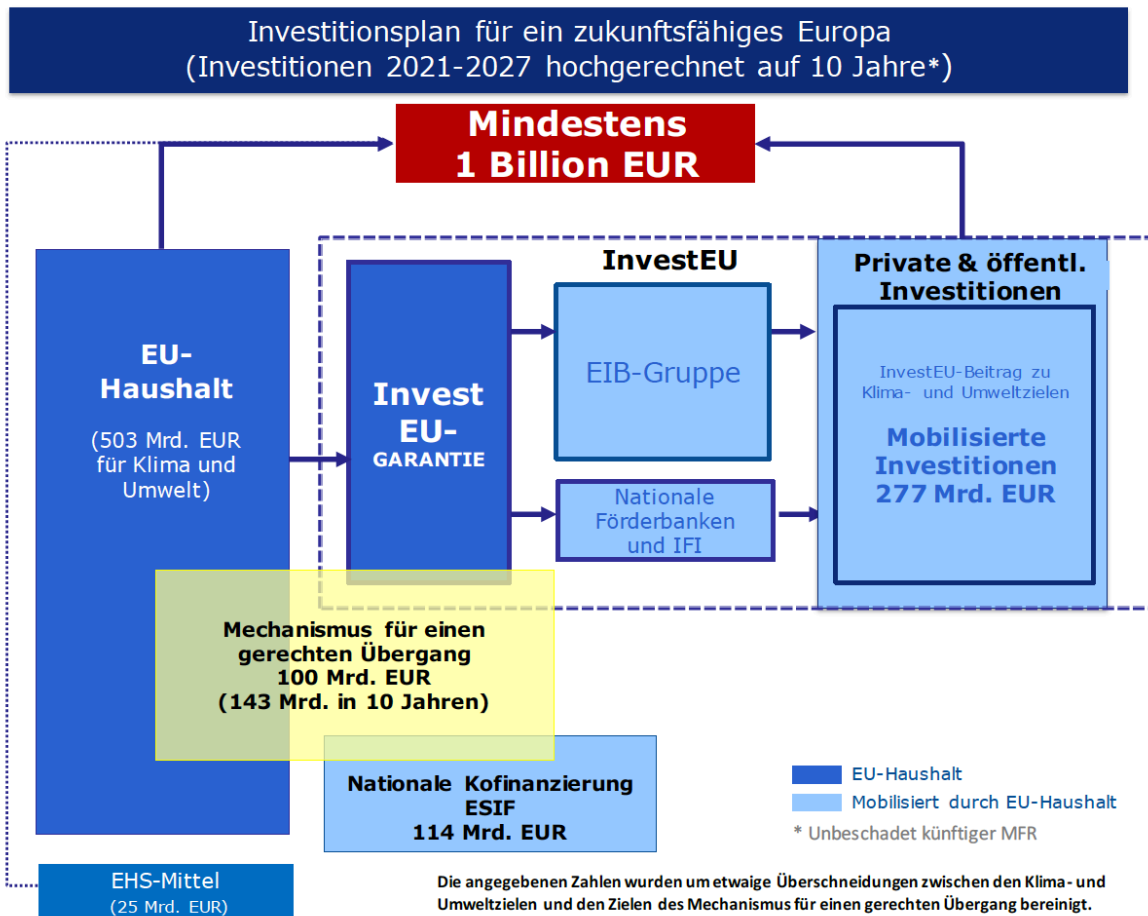 Investitionsplan für ein zukunftsfähiges Europa
(Investitionen 2021-2027 hochgerechnet auf 10 Jahre*)
Mindestens
1 Billion EUR
EU-
Haushalt
(503 Mrd. EUR
für Klima und
Umwelt)
Invest
EU-
GARANTIE
InvestEU
EIB-Gruppe
Nationale
Förderbanken
und IFI
Private & öffentl.
Investitionen
InvestEU-Beitrag zu
Klima- und Umweltzielen
Mobilisierte
Investitionen
277 Mrd. EUR
Mechanismus für einen
gerechten Übergang
100 Mrd. EUR
(143 Mrd. in 10 Jahren)
Nationale Kofinanzierung
ESIF
114 Mrd. EUR
EU-Haushalt
Mobilisiert durch EU-Haushalt
* Unbeschadet künftiger MFR
EHS-Mittel
(25 Mrd. EUR)
Die angegebenen Zahlen wurden um etwaige Überschneidungen zwischen den Klima- und
Umweltzielen und den Zielen des Mechanismus für einen gerechten Übergang bereinigt.